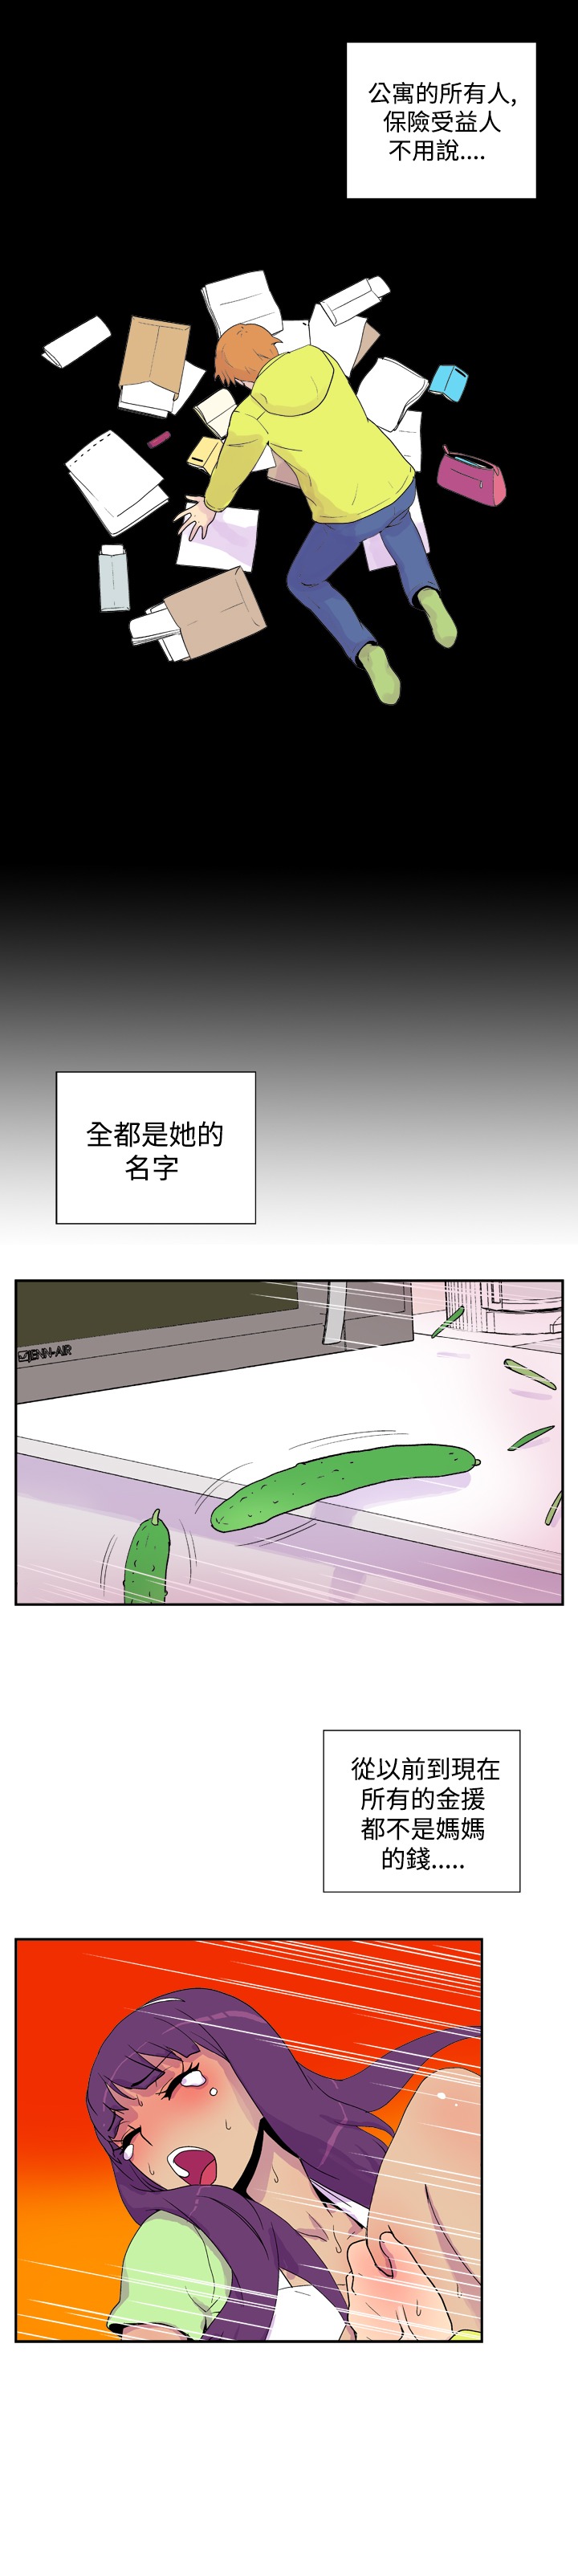 公寓的所有人,
保險受益人
不用說....
全都是她的
名字
JENN-AIR
從以前到現在
所有的金援
都不是媽媽
的錢.....